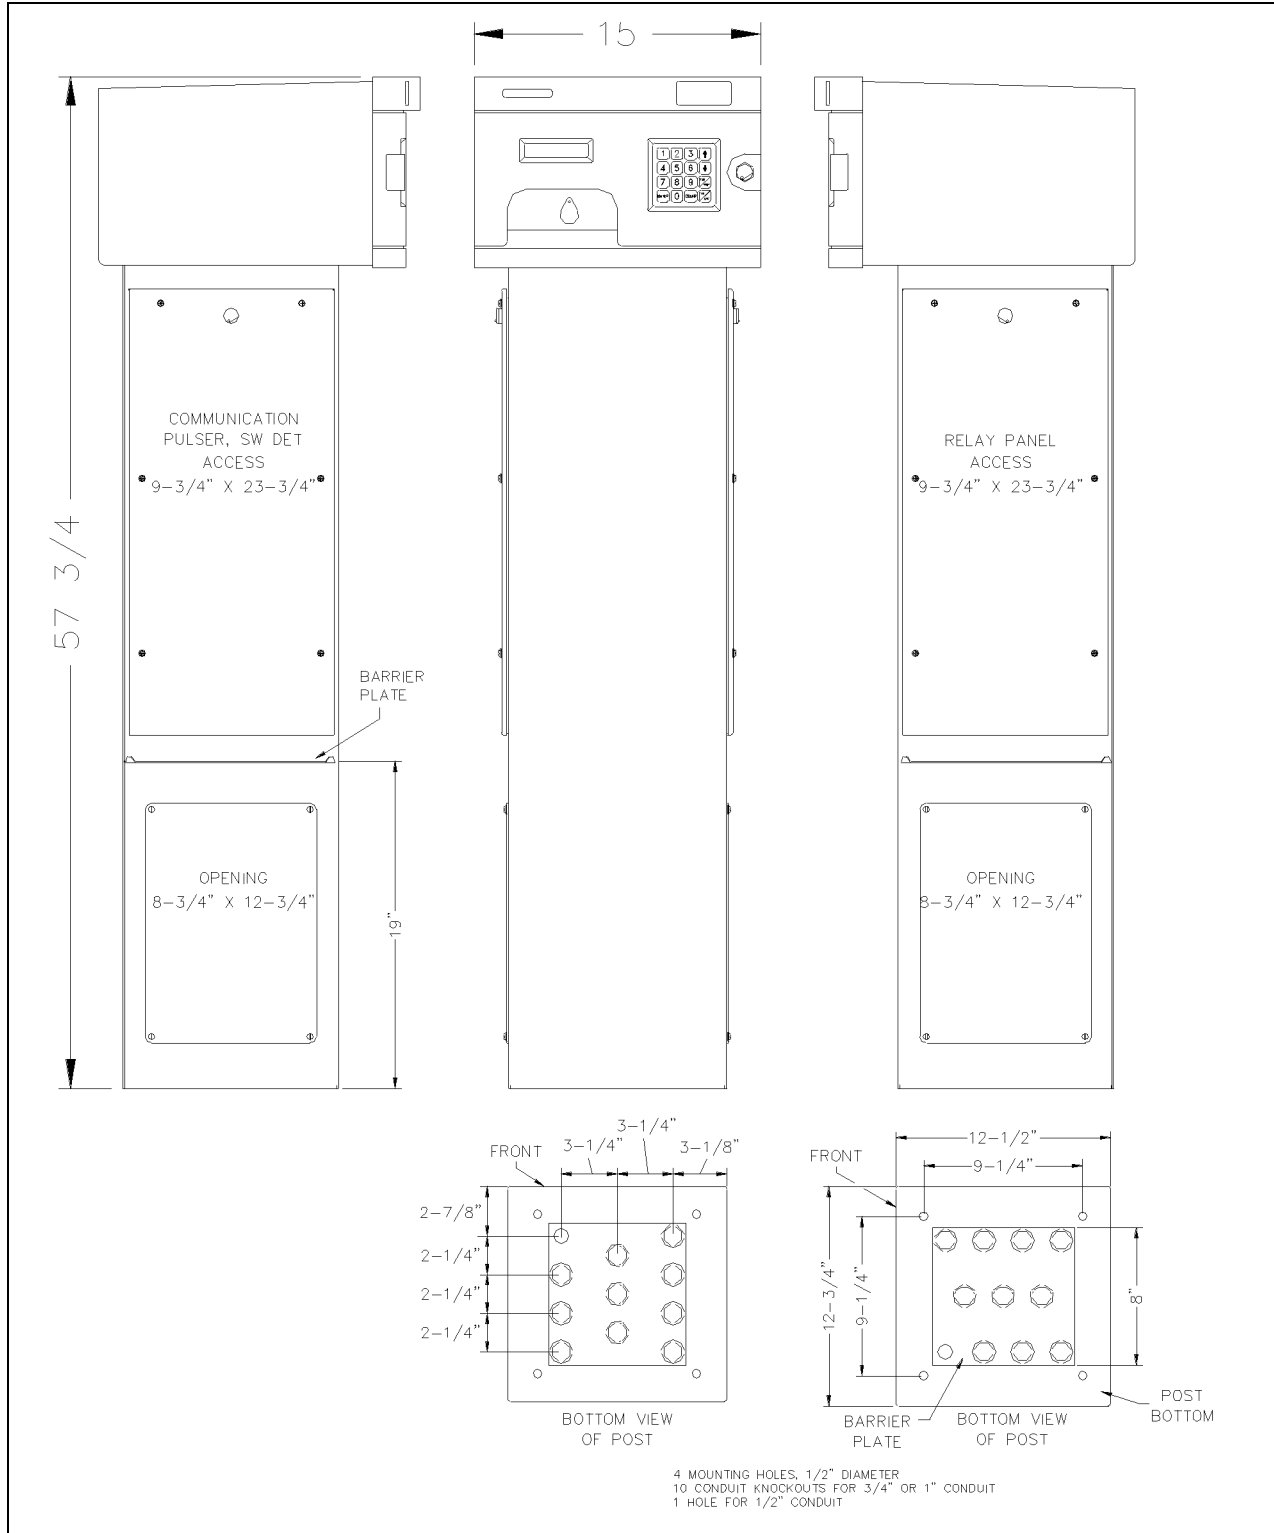 15
57 3/4
1 2 3
4 5 6
7 8 9
0
COMMUNICATION
PULSER, SW DET
ACCESS
9-3/4" X 23-3/4"
RELAY PANEL
ACCESS
9-3/4" X 23-3/4"
BARRIER
PLATE
OPENING
8-3/4" X 12-3/4"
19"
OPENING
8-3/4" X 12-3/4"
3-1/4"
3-1/4"
3-1/8"
FRONT
2-7/8"
2-1/4"
2-1/4"
2-1/4"
BOTTOM VIEW
OF POST
12-1/2"
9-1/4"
FRONT
12-3/4"
9-1/4"
8"
BARRIER
PLATE
BOTTOM VIEW
OF POST
POST
BOTTOM
4 MOUNTING HOLES, 1/2" DIAMETER
10 CONDUIT KNOCKOUTS FOR 3/4" OR 1" CONDUIT
1 HOLE FOR 1/2" CONDUIT